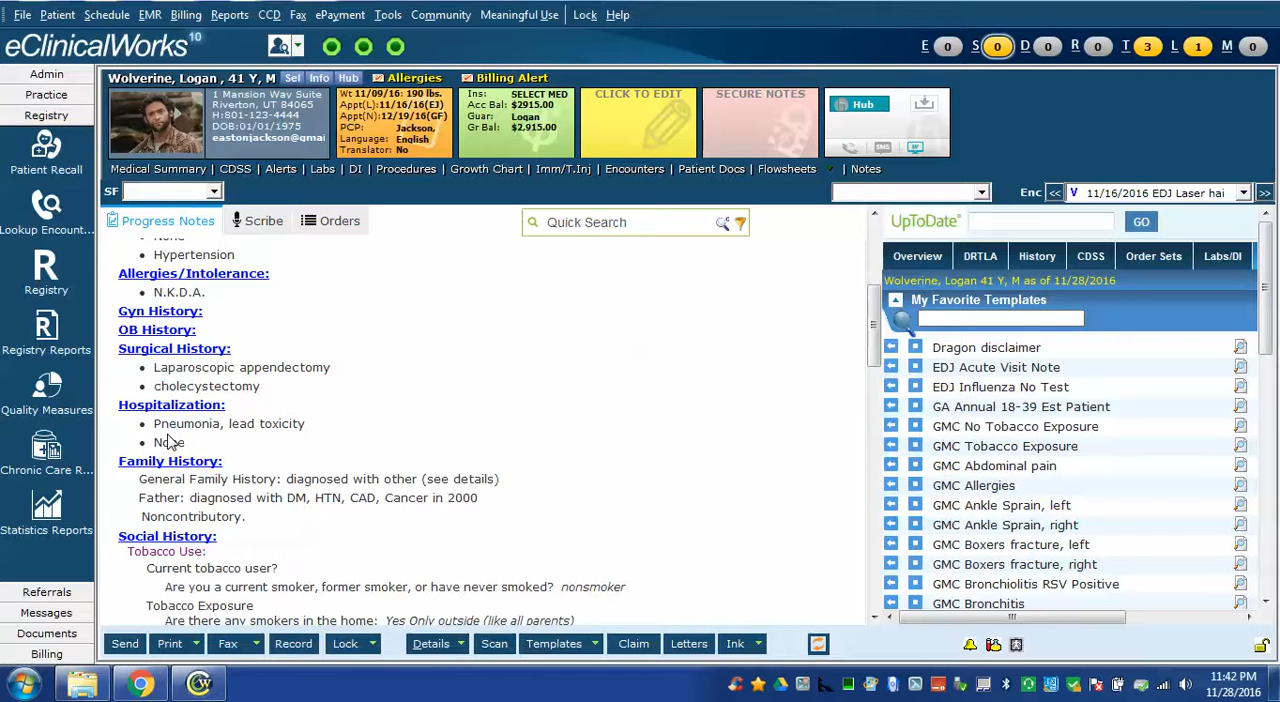 File Patient Schedule EMR Billing Reports CCD Fax ePayment Tools Community Meaningful Use Lock Help
eClinicalWorks 10
E 0 S 0 D 0 R 0 T 3 L 1 M 0
Admin
Practice
Registry
Patient Recall
Lookup Encount...
Registry
Registry Reports
Quality Measures
Chronic Care R...
Statistics Reports
Referrals
Messages
Documents
Billing
Wolverine, Logan , 41 Y, M Sel Info Hub Allergies Billing Alert
1 Mansion Way Suite
Riverton, UT 84065
H:801-123-4444
DOB:01/01/1975
eastonjackson@gmai
Wt 11/09/16: 190 lbs.
Appt(L):11/16/16(EJ)
Appt(N):12/19/16(GF)
PCP: Jackson,
Language: English
Translator: No
Ins: SELECT MED
Acc Bal: $2915.00
Guar: Logan
Gr Bal: $2,915.00
CLICK TO EDIT
SECURE NOTES
Hub
SMS
Medical Summary CDSS Alerts Labs DI Procedures Growth Chart Imm/T.Inj Encounters Patient Docs Flowsheets Notes
SF
Enc << V 11/16/2016 EDJ Laser hai >>
Progress Notes Scribe Orders
Quick Search
None
• Hypertension
Allergies/Intolerance:
• N.K.D.A.
Gyn History:
OB History:
Surgical History:
• Laparoscopic appendectomy
• cholecystectomy
Hospitalization:
• Pneumonia, lead toxicity
• None
Family History:
General Family History: diagnosed with other (see details)
Father: diagnosed with DM, HTN, CAD, Cancer in 2000
Noncontributory.
Social History:
Tobacco Use:
Current tobacco user?
Are you a current smoker, former smoker, or have never smoked? nonsmoker
Tobacco Exposure
Are there any smokers in the home: Yes Only outside (like all parents)
UpToDate GO
Overview DRTLA History CDSS Order Sets Labs/DI
Wolverine, Logan 41 Y, M as of 11/28/2016
My Favorite Templates
Dragon disclaimer
EDJ Acute Visit Note
EDJ Influenza No Test
GA Annual 18-39 Est Patient
GMC No Tobacco Exposure
GMC Tobacco Exposure
GMC Abdominal pain
GMC Allergies
GMC Ankle Sprain, left
GMC Ankle Sprain, right
GMC Boxers fracture, left
GMC Boxers fracture, right
GMC Bronchiolitis RSV Positive
GMC Bronchitis
Send Print Fax Record Lock Details Scan Templates Claim Letters Ink
11:42 PM
11/28/2016